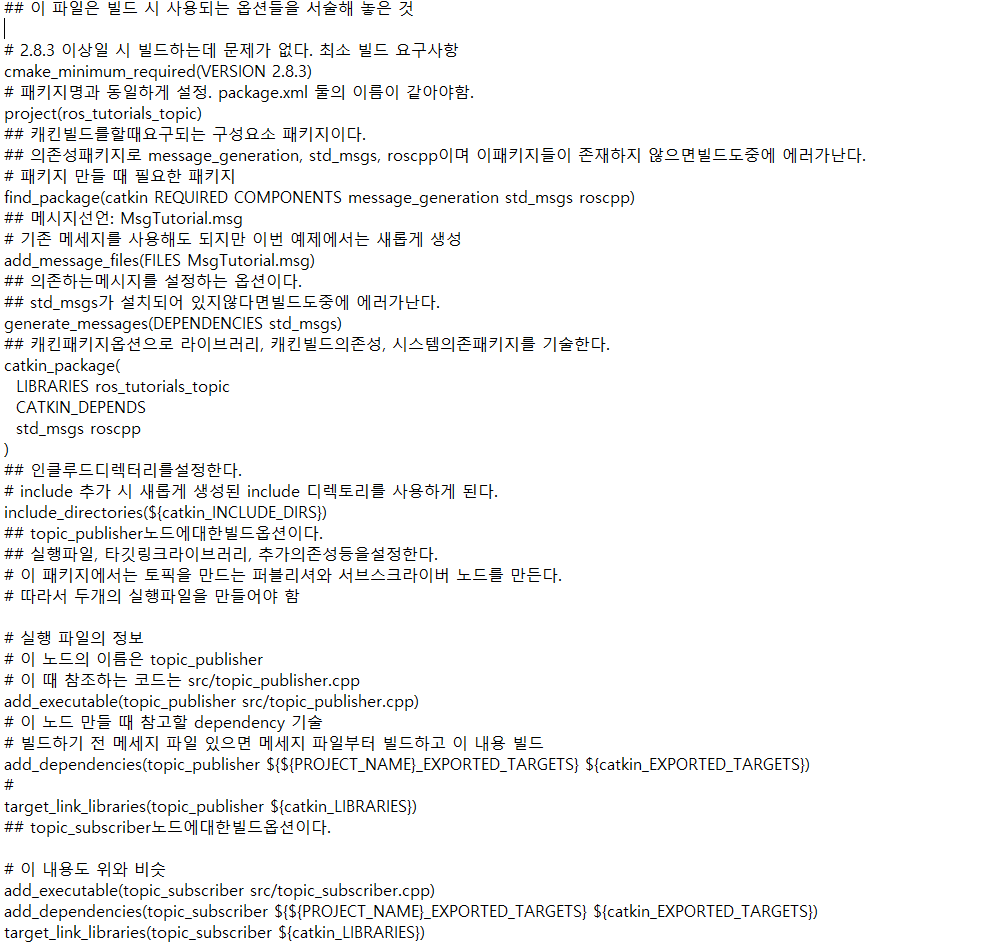 ## 이 파일은 빌드 시 사용되는 옵션들을 서술해 놓은 것
# 2.8.3 이상일 시 빌드하는데 문제가 없다. 최소 빌드 요구사항
cmake_minimum_required(VERSION 2.8.3)
# 패키지명과 동일하게 설정. package.xml 둘의 이름이 같아야함.
project(ros_tutorials_topic)
## 캐킨빌드를할때요구되는 구성요소 패키지이다.
## 의존성패키지로 message_generation, std_msgs, roscpp이며 이패키지들이 존재하지 않으면빌드도중에 에러가난다.
# 패키지 만들 때 필요한 패키지
find_package(catkin REQUIRED COMPONENTS message_generation std_msgs roscpp)
## 메시지선언: MsgTutorial.msg
# 기존 메세지를 사용해도 되지만 이번 예제에서는 새롭게 생성
add_message_files(FILES MsgTutorial.msg)
## 의존하는메시지를 설정하는 옵션이다.
## std_msgs가 설치되어 있지않다면빌드도중에 에러가난다.
generate_messages(DEPENDENCIES std_msgs)
## 캐킨패키지옵션으로 라이브러리, 캐킨빌드의존성, 시스템의존패키지를 기술한다.
catkin_package(
LIBRARIES ros_tutorials_topic
CATKIN_DEPENDS
std_msgs roscpp
)
## 인클루드디렉터리를설정한다.
# include 추가 시 새롭게 생성된 include 디렉토리를 사용하게 된다.
include_directories(${catkin_INCLUDE_DIRS})
## topic_publisher노드에대한빌드옵션이다.
## 실행파일, 타깃링크라이브러리, 추가의존성등을설정한다.
# 이 패키지에서는 토픽을 만드는 퍼블리셔와 서브스크라이버 노드를 만든다.
# 따라서 두개의 실행파일을 만들어야 함
# 실행 파일의 정보
# 이 노드의 이름은 topic_publisher
# 이 때 참조하는 코드는 src/topic_publisher.cpp
add_executable(topic_publisher src/topic_publisher.cpp)
# 이 노드 만들 때 참고할 dependency 기술
# 빌드하기 전 메세지 파일 있으면 메세지 파일부터 빌드하고 이 내용 빌드
add_dependencies(topic_publisher ${${PROJECT_NAME}_EXPORTED_TARGETS} ${catkin_EXPORTED_TARGETS})
#
target_link_libraries(topic_publisher ${catkin_LIBRARIES})
## topic_subscriber노드에대한빌드옵션이다.
# 이 내용도 위와 비슷
add_executable(topic_subscriber src/topic_subscriber.cpp)
add_dependencies(topic_subscriber ${${PROJECT_NAME}_EXPORTED_TARGETS} ${catkin_EXPORTED_TARGETS})
target_link_libraries(topic_subscriber ${catkin_LIBRARIES})